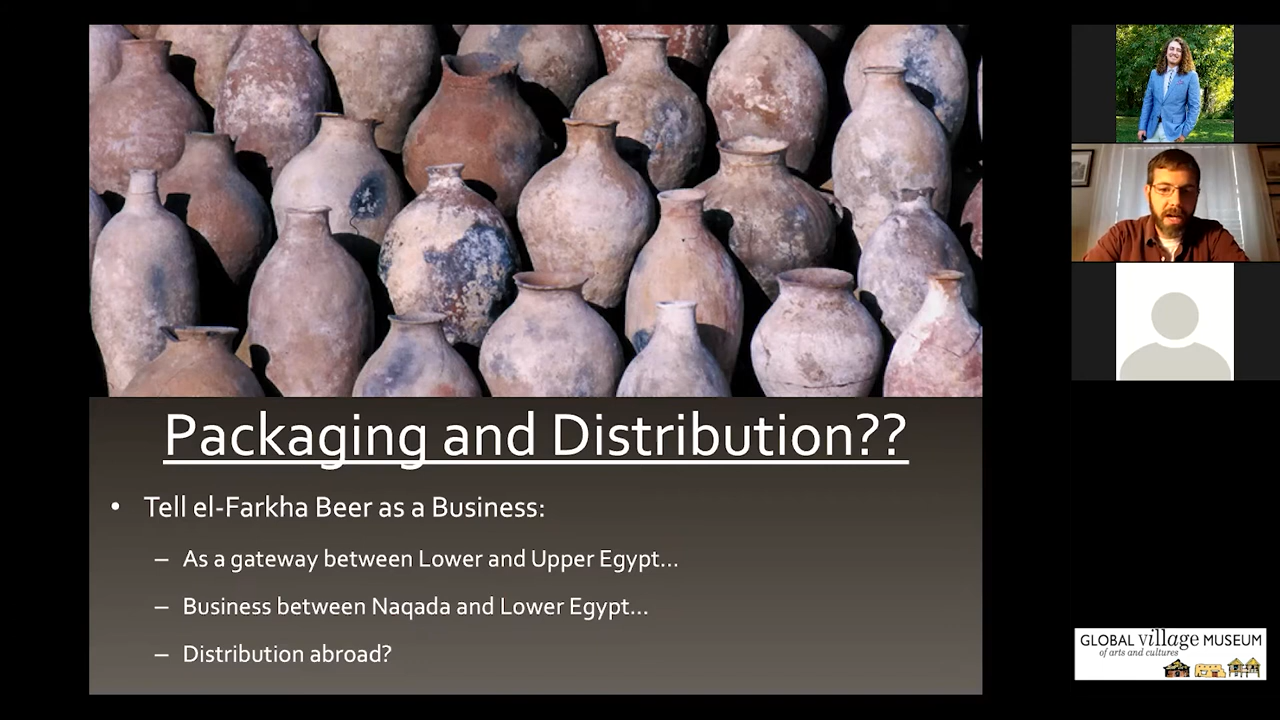 Packaging and Distribution??
• Tell el-Farkha Beer as a Business:
– As a gateway between Lower and Upper Egypt...
– Business between Naqada and Lower Egypt...
– Distribution abroad?
GLOBAL village MUSEUM
of arts and cultures